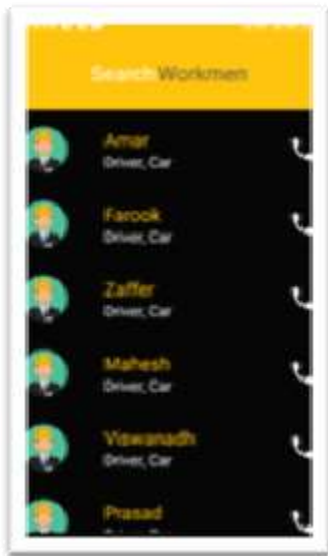 Search Workmen
Amar
Driver, Car
Farook
Driver, Car
Zaffer
Driver, Car
Mahesh
Driver, Car
Viswanadh
Driver, Car
Prasad